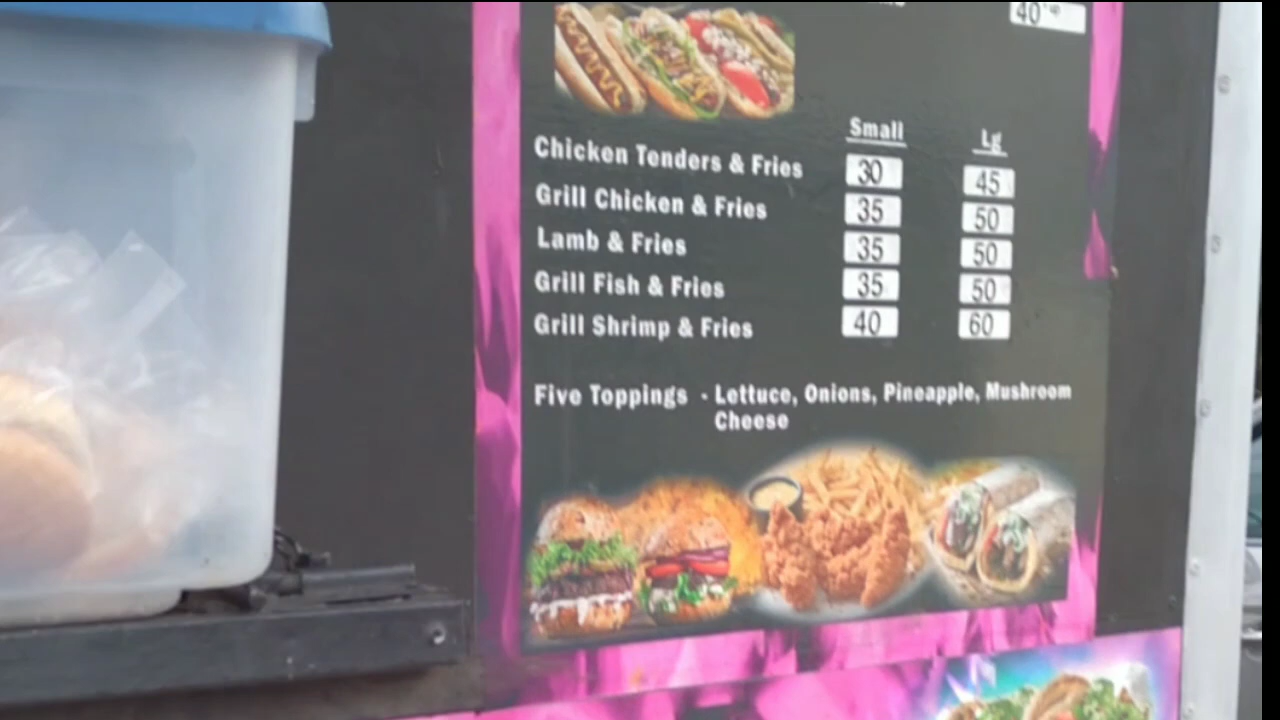 40
Small Lg
Chicken Tenders & Fries 30 45
Grill Chicken & Fries 35 50
Lamb & Fries 35 50
Grill Fish & Fries 35 50
Grill Shrimp & Fries 40 60
Five Toppings - Lettuce, Onions, Pineapple, Mushroom
Cheese